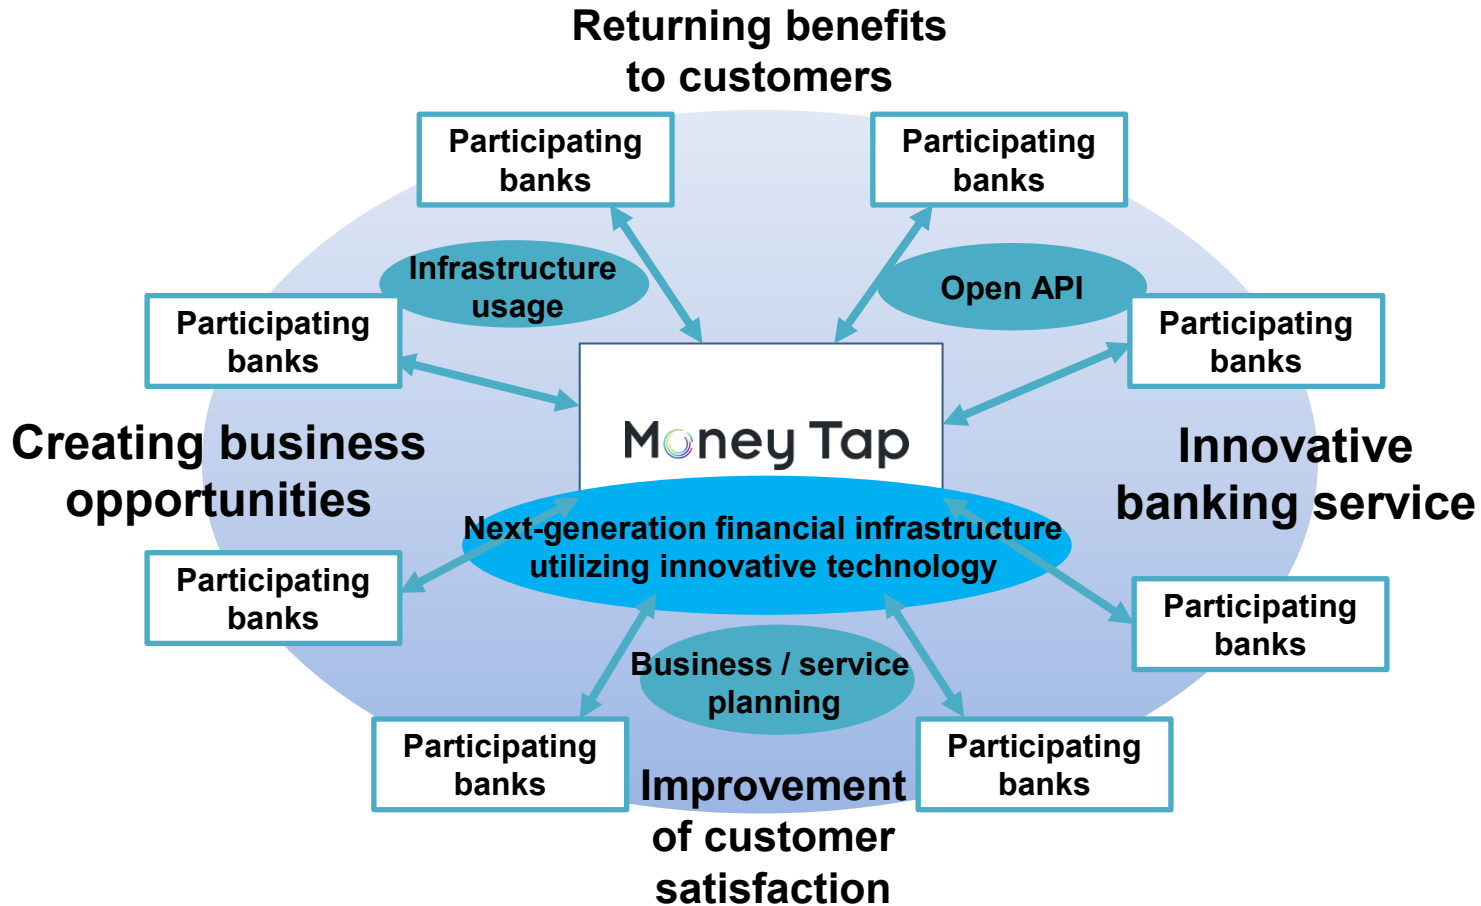 Returning benefits
to customers
Participating
banks
Participating
banks
Infrastructure
usage
Open API
Participating
banks
Participating
banks
Money Tap
Creating business
opportunities
Innovative
banking service
Next-generation financial infrastructure
utilizing innovative technology
Participating
banks
Participating
banks
Business / service
planning
Participating
banks
Participating
banks
Improvement
of customer
satisfaction